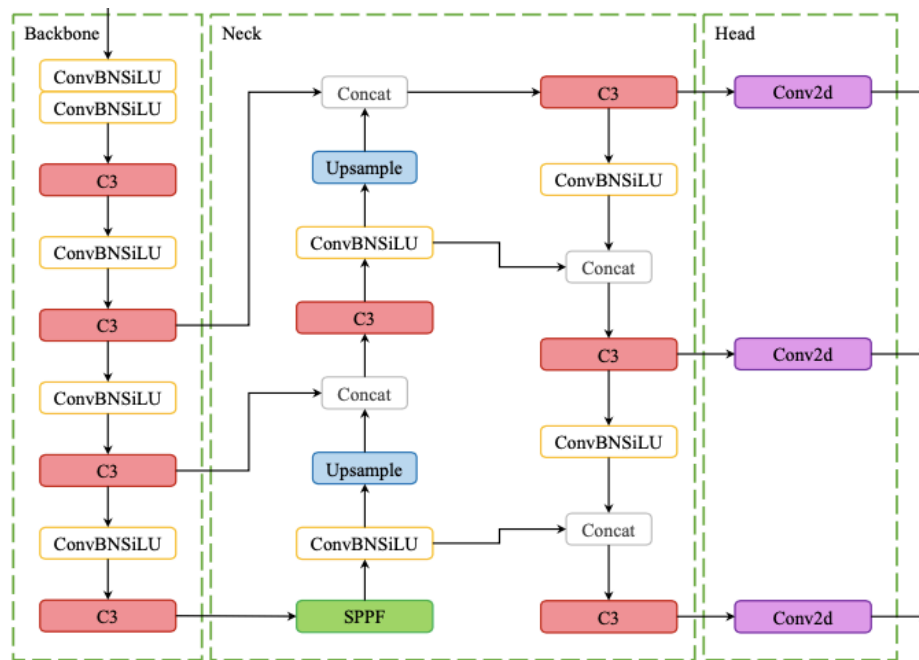 Backbone
ConvBNSiLU
ConvBNSiLU
C3
ConvBNSiLU
C3
ConvBNSiLU
C3
ConvBNSiLU
C3
Neck
Concat
Upsample
ConvBNSiLU
C3
Concat
Upsample
ConvBNSiLU
SPPF
C3
ConvBNSiLU
Concat
C3
ConvBNSiLU
Concat
C3
Head
Conv2d
Conv2d
Conv2d